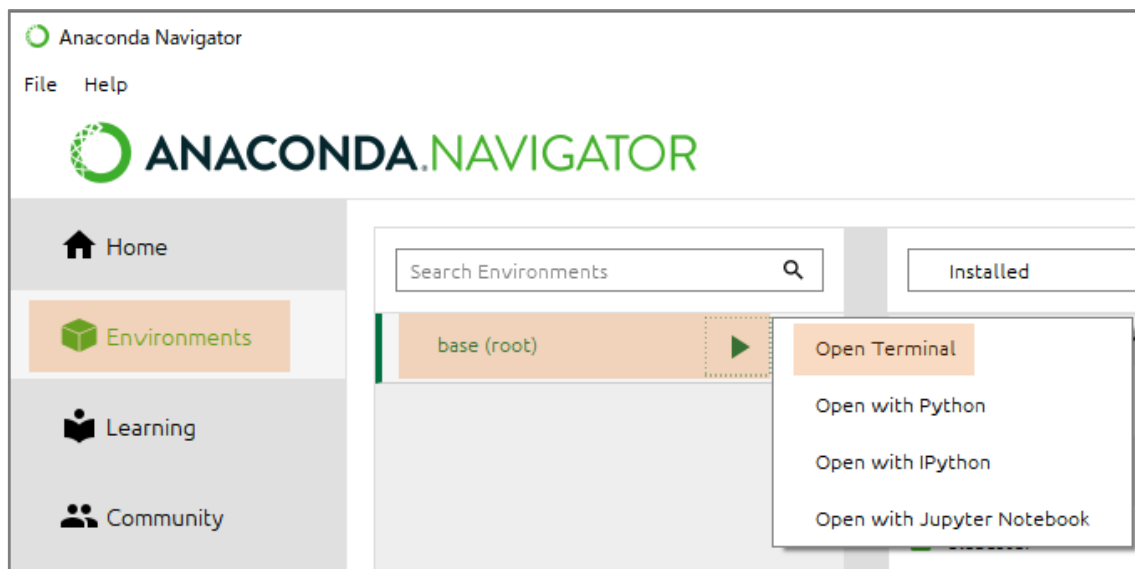 Anaconda Navigator
File Help
ANACONDA.NAVIGATOR
Home
Search Environments
Installed
Environments
base (root)
Open Terminal
Open with Python
Learning
Open with IPython
Community
Open with Jupyter Notebook